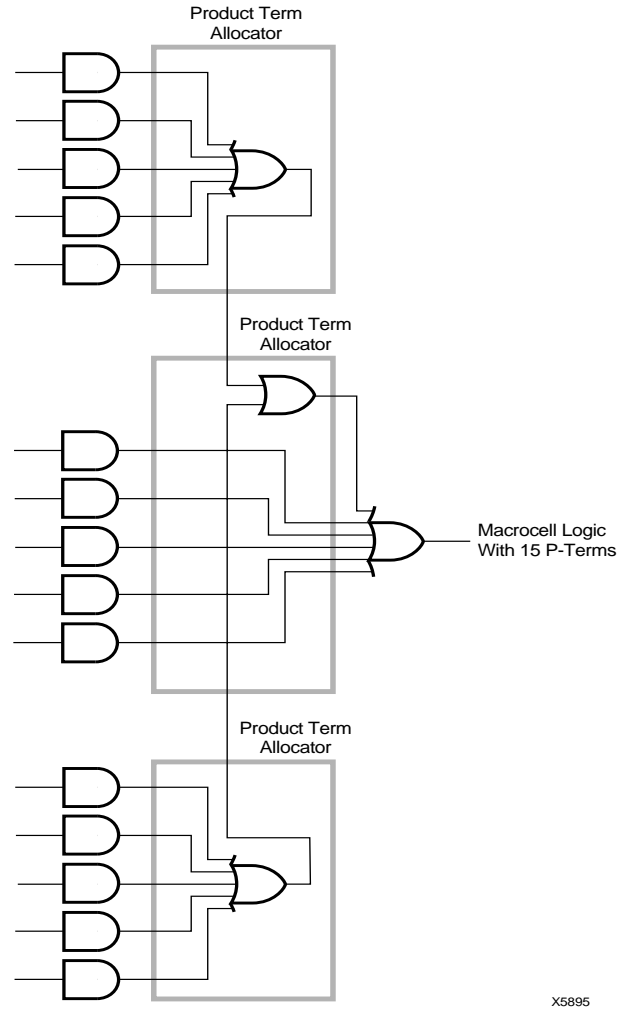 Product Term
Allocator
Product Term
Allocator
Macrocell Logic
With 15 P-Terms
Product Term
Allocator
X5895